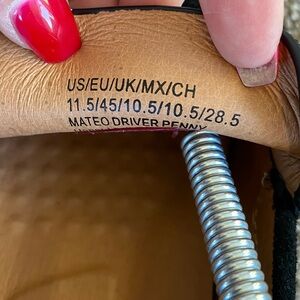 US/EU/UK/MX/CH
11.5/45/10.5/10.5/28.5
MATEO DRIVER PENNY